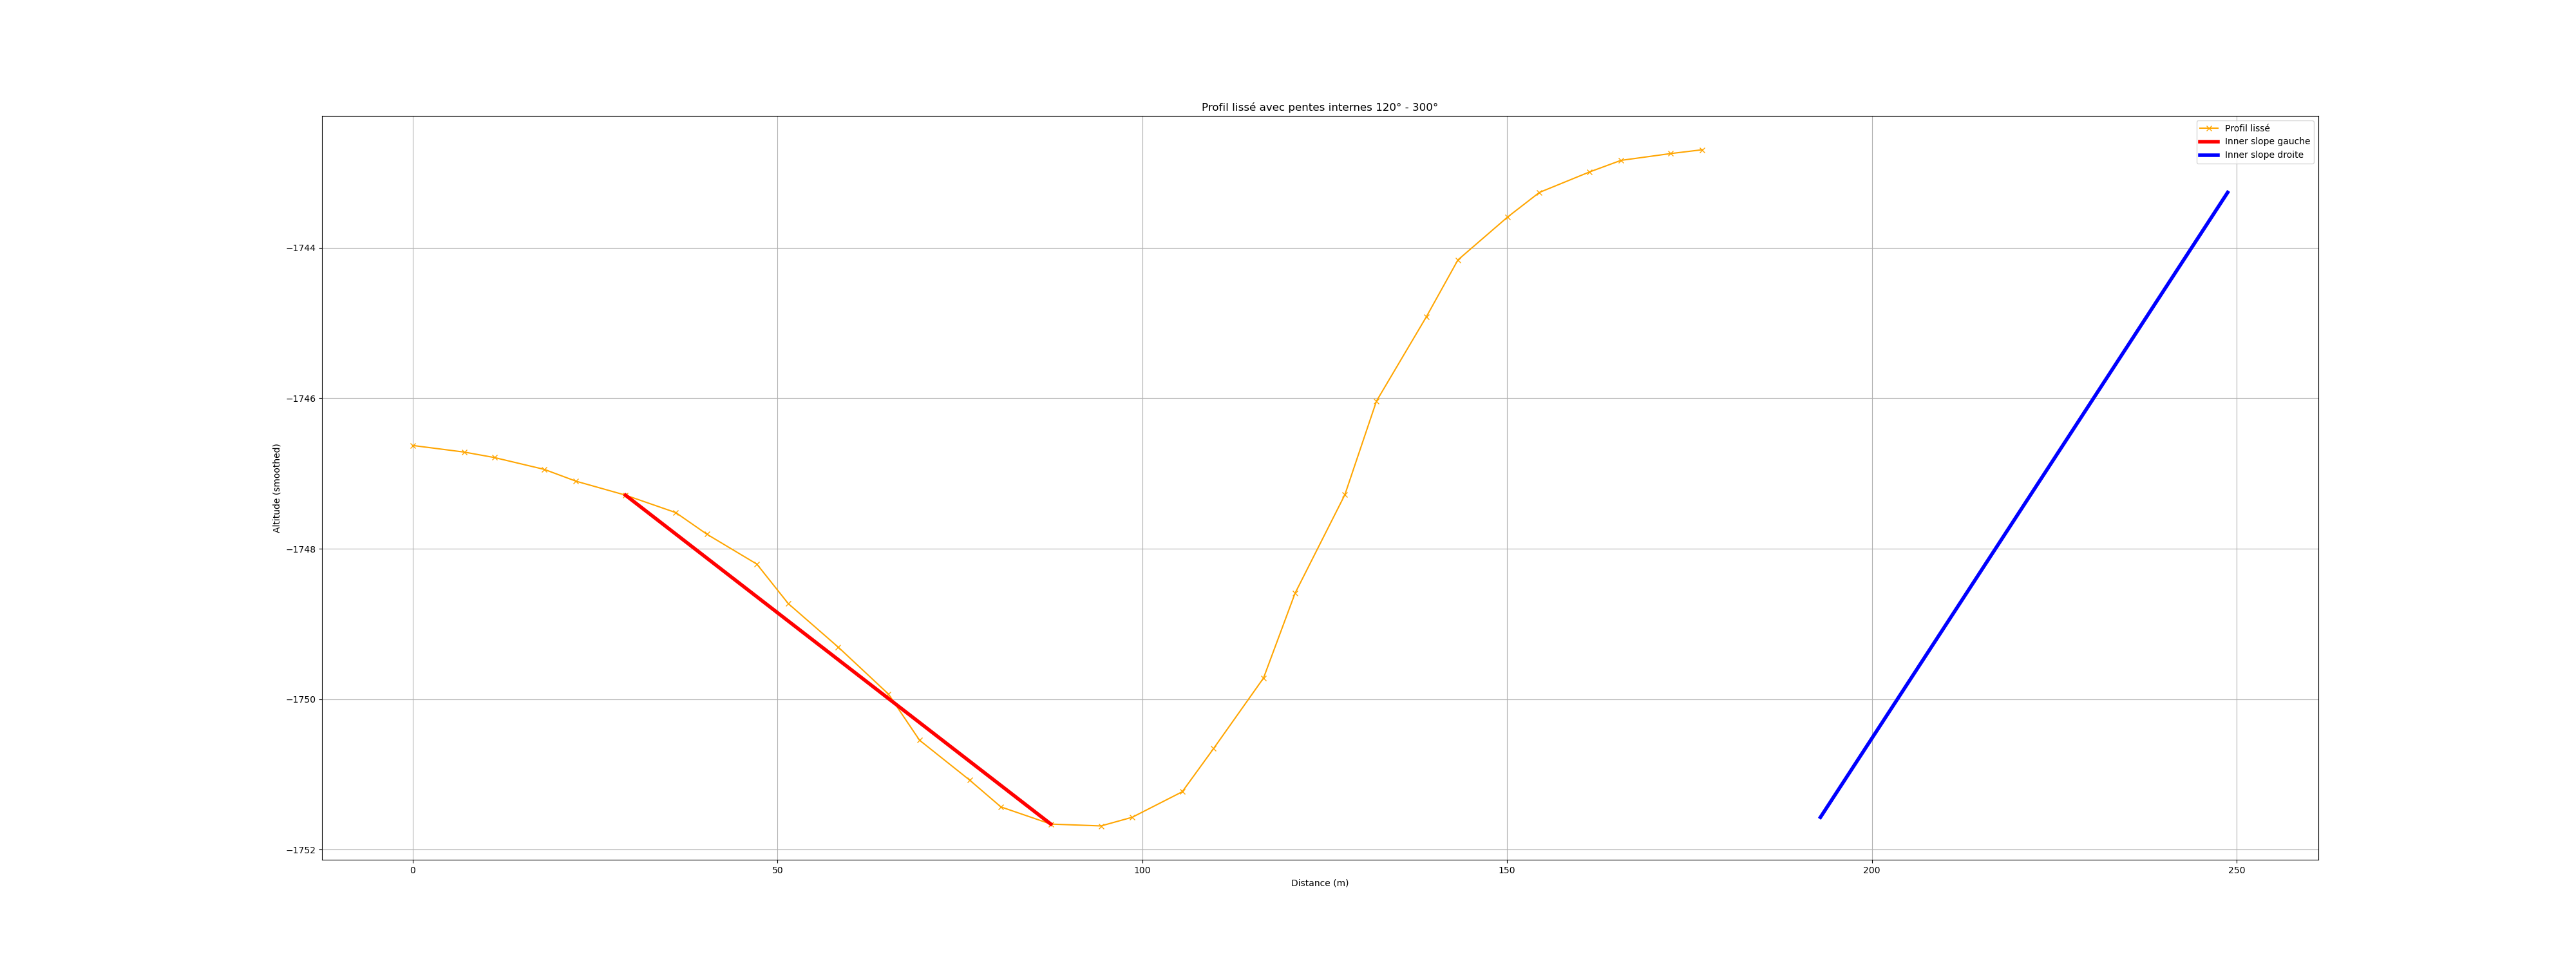 Profil lissé avec pentes internes 120° - 300°
Profil lissé
Inner slope gauche
Inner slope droite
−1744
−1746
−1748
−1750
−1752
Altitude (smoothed)
0
50
100
150
200
250
Distance (m)